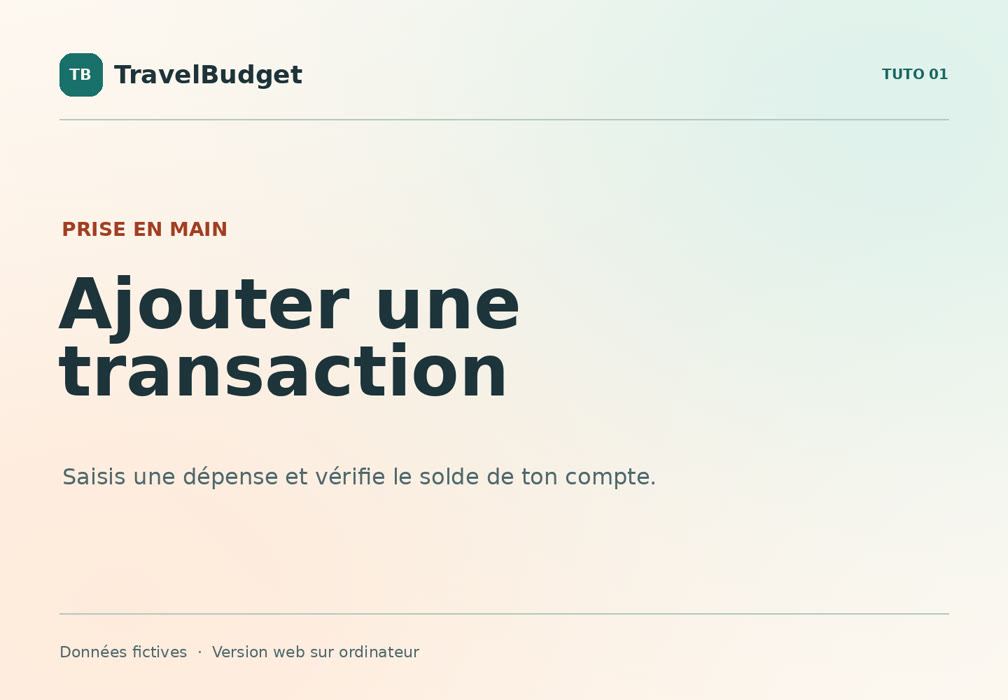 TB TravelBudget
TUTO 01
PRISE EN MAIN
Ajouter une
transaction
Saisis une dépense et vérifie le solde de ton compte.
Données fictives · Version web sur ordinateur